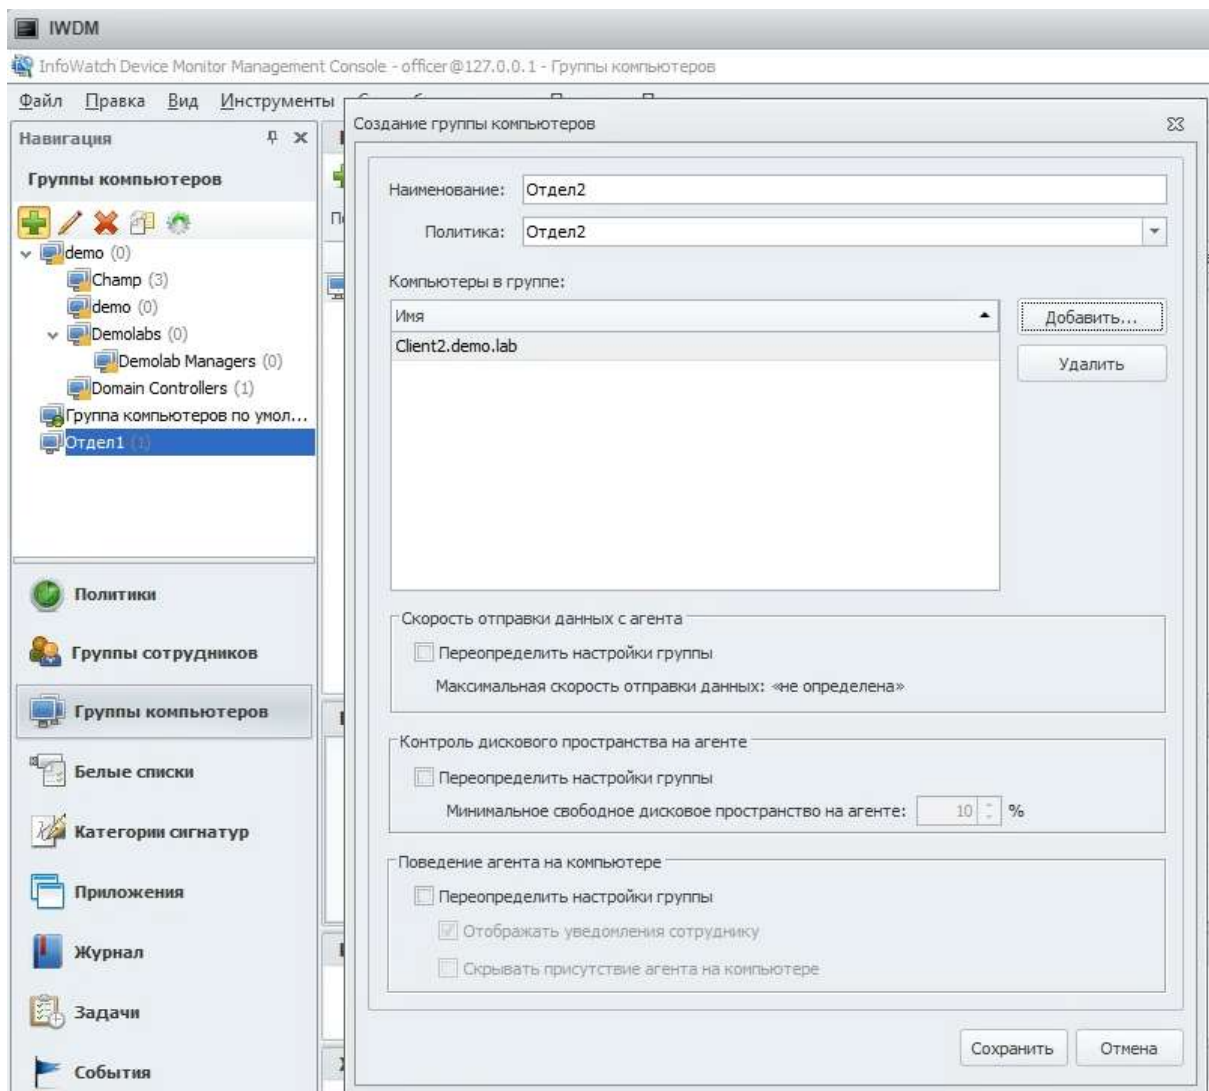 IWDM
InfoWatch Device Monitor Management Console - officer@127.0.0.1 - Группы компьютеров
Файл Правка Вид Инструменты
Навигация
Группы компьютеров
demo (0)
Champ (3)
demo (0)
Demolabs (0)
Demolab Managers (0)
Domain Controllers (1)
Группа компьютеров по умол...
Отдел1 (1)
Политики
Группы сотрудников
Группы компьютеров
Белые списки
Категории сигнатур
Приложения
Журнал
Задачи
События
Создание группы компьютеров
Наименование: Отдел2
Политика: Отдел2
Компьютеры в группе:
Имя
Client2.demo.lab
Добавить...
Удалить
Скорость отправки данных с агента
Переопределить настройки группы
Максимальная скорость отправки данных: «не определена»
Контроль дискового пространства на агенте
Переопределить настройки группы
Минимальное свободное дисковое пространство на агенте: 10 %
Поведение агента на компьютере
Переопределить настройки группы
Отображать уведомления сотруднику
Скрывать присутствие агента на компьютере
Сохранить Отмена